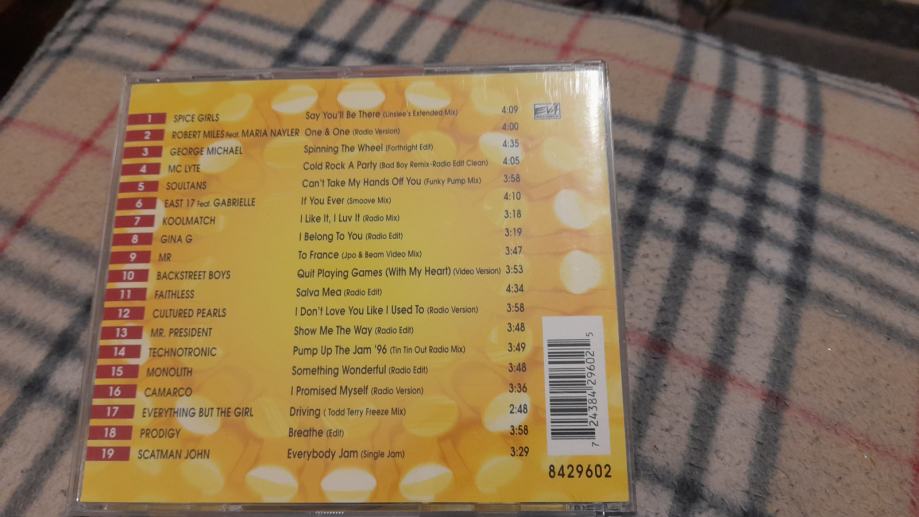 1 SPICE GIRLS Say You'll Be There (Linslee's Extended Mix) 4:09
2 ROBERT MILES feat. MARIA NAYLER One & One (Radio Version) 4:00
3 GEORGE MICHAEL Spinning The Wheel (Forthright Edit) 4:35
4 MC LYTE Cold Rock A Party (Bad Boy Remix-Radio Edit Clean) 4:05
5 SOULTANS Can't Take My Hands Off You (Funky Pump Mix) 3:58
6 EAST 17 Feat. GABRIELLE If You Ever (Smoove Mix) 4:10
7 KOOLMATCH I Like It, I Luv It (Radio Mix) 3:18
8 GINA G I Belong To You (Radio Edit) 3:19
9 MR To France (Jpo & Beam Video Mix) 3:47
10 BACKSTREET BOYS Quit Playing Games (With My Heart) (Video Version) 3:53
11 FAITHLESS Salva Mea (Radio Edit) 4:34
12 CULTURED PEARLS I Don't Love You Like I Used To (Radio Version) 3:58
13 MR. PRESIDENT Show Me The Way (Radio Edit) 3:48
14 TECHNOTRONIC Pump Up The Jam '96 (Tin Tin Out Radio Mix) 3:49
15 MONOLITH Something Wonderful (Radio Edit) 3:48
16 CAMARCO I Promised Myself (Radio Version) 3:36
17 EVERYTHING BUT THE GIRL Driving ( Todd Terry Freeze Mix) 2:48
18 PRODIGY Breathe (Edit) 3:58
19 SCATMAN JOHN Everybody Jam (Single Jam) 3:29
7 24384 29602 5
8429602